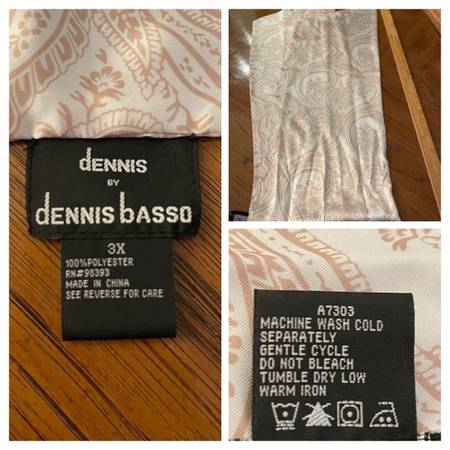 dENNIS
BY
dENNIS bASSO
3X
100%POLYESTER
RN#98393
MADE IN CHINA
SEE REVERSE FOR CARE
A7303
MACHINE WASH COLD
SEPARATELY
GENTLE CYCLE
DO NOT BLEACH
TUMBLE DRY LOW
WARM IRON